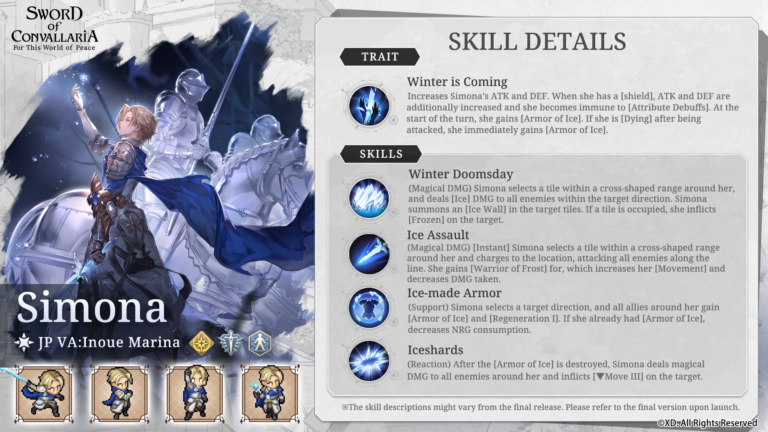 SWORD
of
CONVALLARIA
For This World of Peace
Simona
JP VA:Inoue Marina
SKILL DETAILS
TRAIT
Winter is Coming
Increases Simona's ATK and DEF. When she has a [shield], ATK and DEF are
additionally increased and she becomes immune to [Attribute Debuffs]. At the
start of the turn, she gains [Armor of Ice]. If she is [Dying] after being
attacked, she immediately gains [Armor of Ice].
SKILLS
Winter Doomsday
(Magical DMG) Simona selects a tile within a cross-shaped range around her,
and deals [Ice] DMG to all enemies within the target direction. Simona
summons an [Ice Wall] in the target tiles. If a tile is occupied, she inflicts
[Frozen] on the target.
Ice Assault
(Magical DMG) [Instant] Simona selects a tile within a cross-shaped range
around her and charges to the location, attacking all enemies along the
line. She gains [Warrior of Frost] for, which increases her [Movement] and
decreases DMG taken.
Ice-made Armor
(Support) Simona selects a target direction, and all allies around her gain
[Armor of Ice] and [Regeneration I]. If she already had [Armor of Ice],
decreases NRG consumption.
Iceshards
(Reaction) After the [Armor of Ice] is destroyed, Simona deals magical
DMG to all enemies around her and inflicts [▼Move III] on the target.
※The skill descriptions might vary from the final release. Please refer to the final version upon launch.
©XD. All Rights Reserved